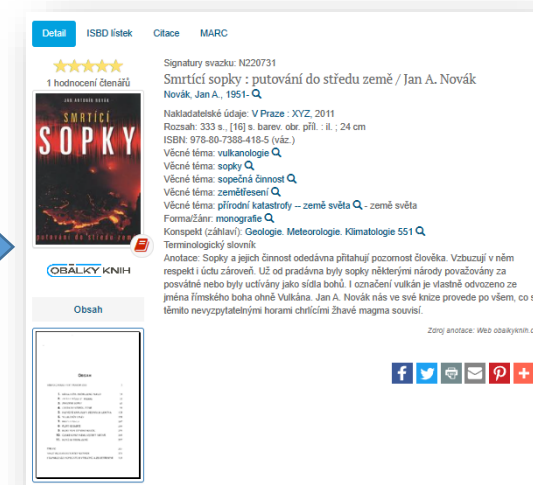 Detail ISBD lístek Citace MARC
1 hodnocení čtenářů
JAN ANTONÍN NOVÁK
SMRTÍCÍ
SOPKY
putování do středu země
OBÁLKY KNIH
Obsah
Signatury svazku: N220731
Smrtící sopky : putování do středu země / Jan A. Novák
Novák, Jan A., 1951-
Nakladatelské údaje: V Praze : XYZ, 2011
Rozsah: 333 s., [16] s. barev. obr. příl. : il. ; 24 cm
ISBN: 978-80-7388-418-5 (váz.)
Věcné téma: vulkanologie
Věcné téma: sopky
Věcné téma: sopečná činnost
Věcné téma: zemětřesení
Věcné téma: přírodní katastrofy -- země světa - země světa
Forma/žánr: monografie
Konspekt (záhlaví): Geologie. Meteorologie. Klimatologie 551
Terminologický slovník
Anotace: Sopky a jejich činnost odedávna přitahují pozornost člověka. Vzbuzují v něm
respekt i úctu zároveň. Už od pradávna byly sopky některými národy považovány za
posvátné nebo byly uctívány jako sídla bohů. I označení vulkán je vlastně odvozeno ze
jména římského boha ohně Vulkána. Jan A. Novák nás ve své knize provede po všem, co s
těmito nevyzpytatelnými horami chrlícími žhavé magma souvisí.
Zdroj anotace: Web obalkyknih.c